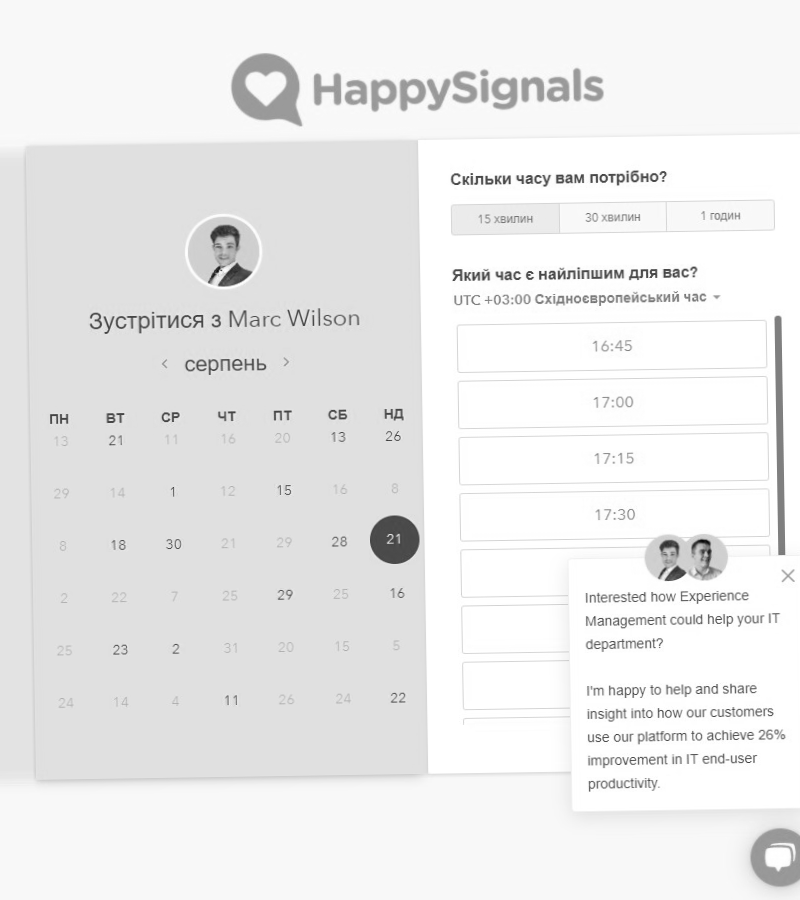 HappySignals
Зустрітися з Marc Wilson
серпень
ПН ВТ СР ЧТ ПТ СБ НД
13 21 11 16 20 13 26
29 14 1 12 15 16 8
8 18 30 21 29 28 21
2 22 7 25 29 25 16
25 23 2 31 20 15 5
24 14 4 11 26 24 22
Скільки часу вам потрібно?
15 хвилин 30 хвилин 1 годин
Який час є найліпшим для вас?
UTC +03:00 Східноєвропейський час
16:45
17:00
17:15
17:30
Interested how Experience
Management could help your IT
department?
I'm happy to help and share
insight into how our customers
use our platform to achieve 26%
improvement in IT end-user
productivity.